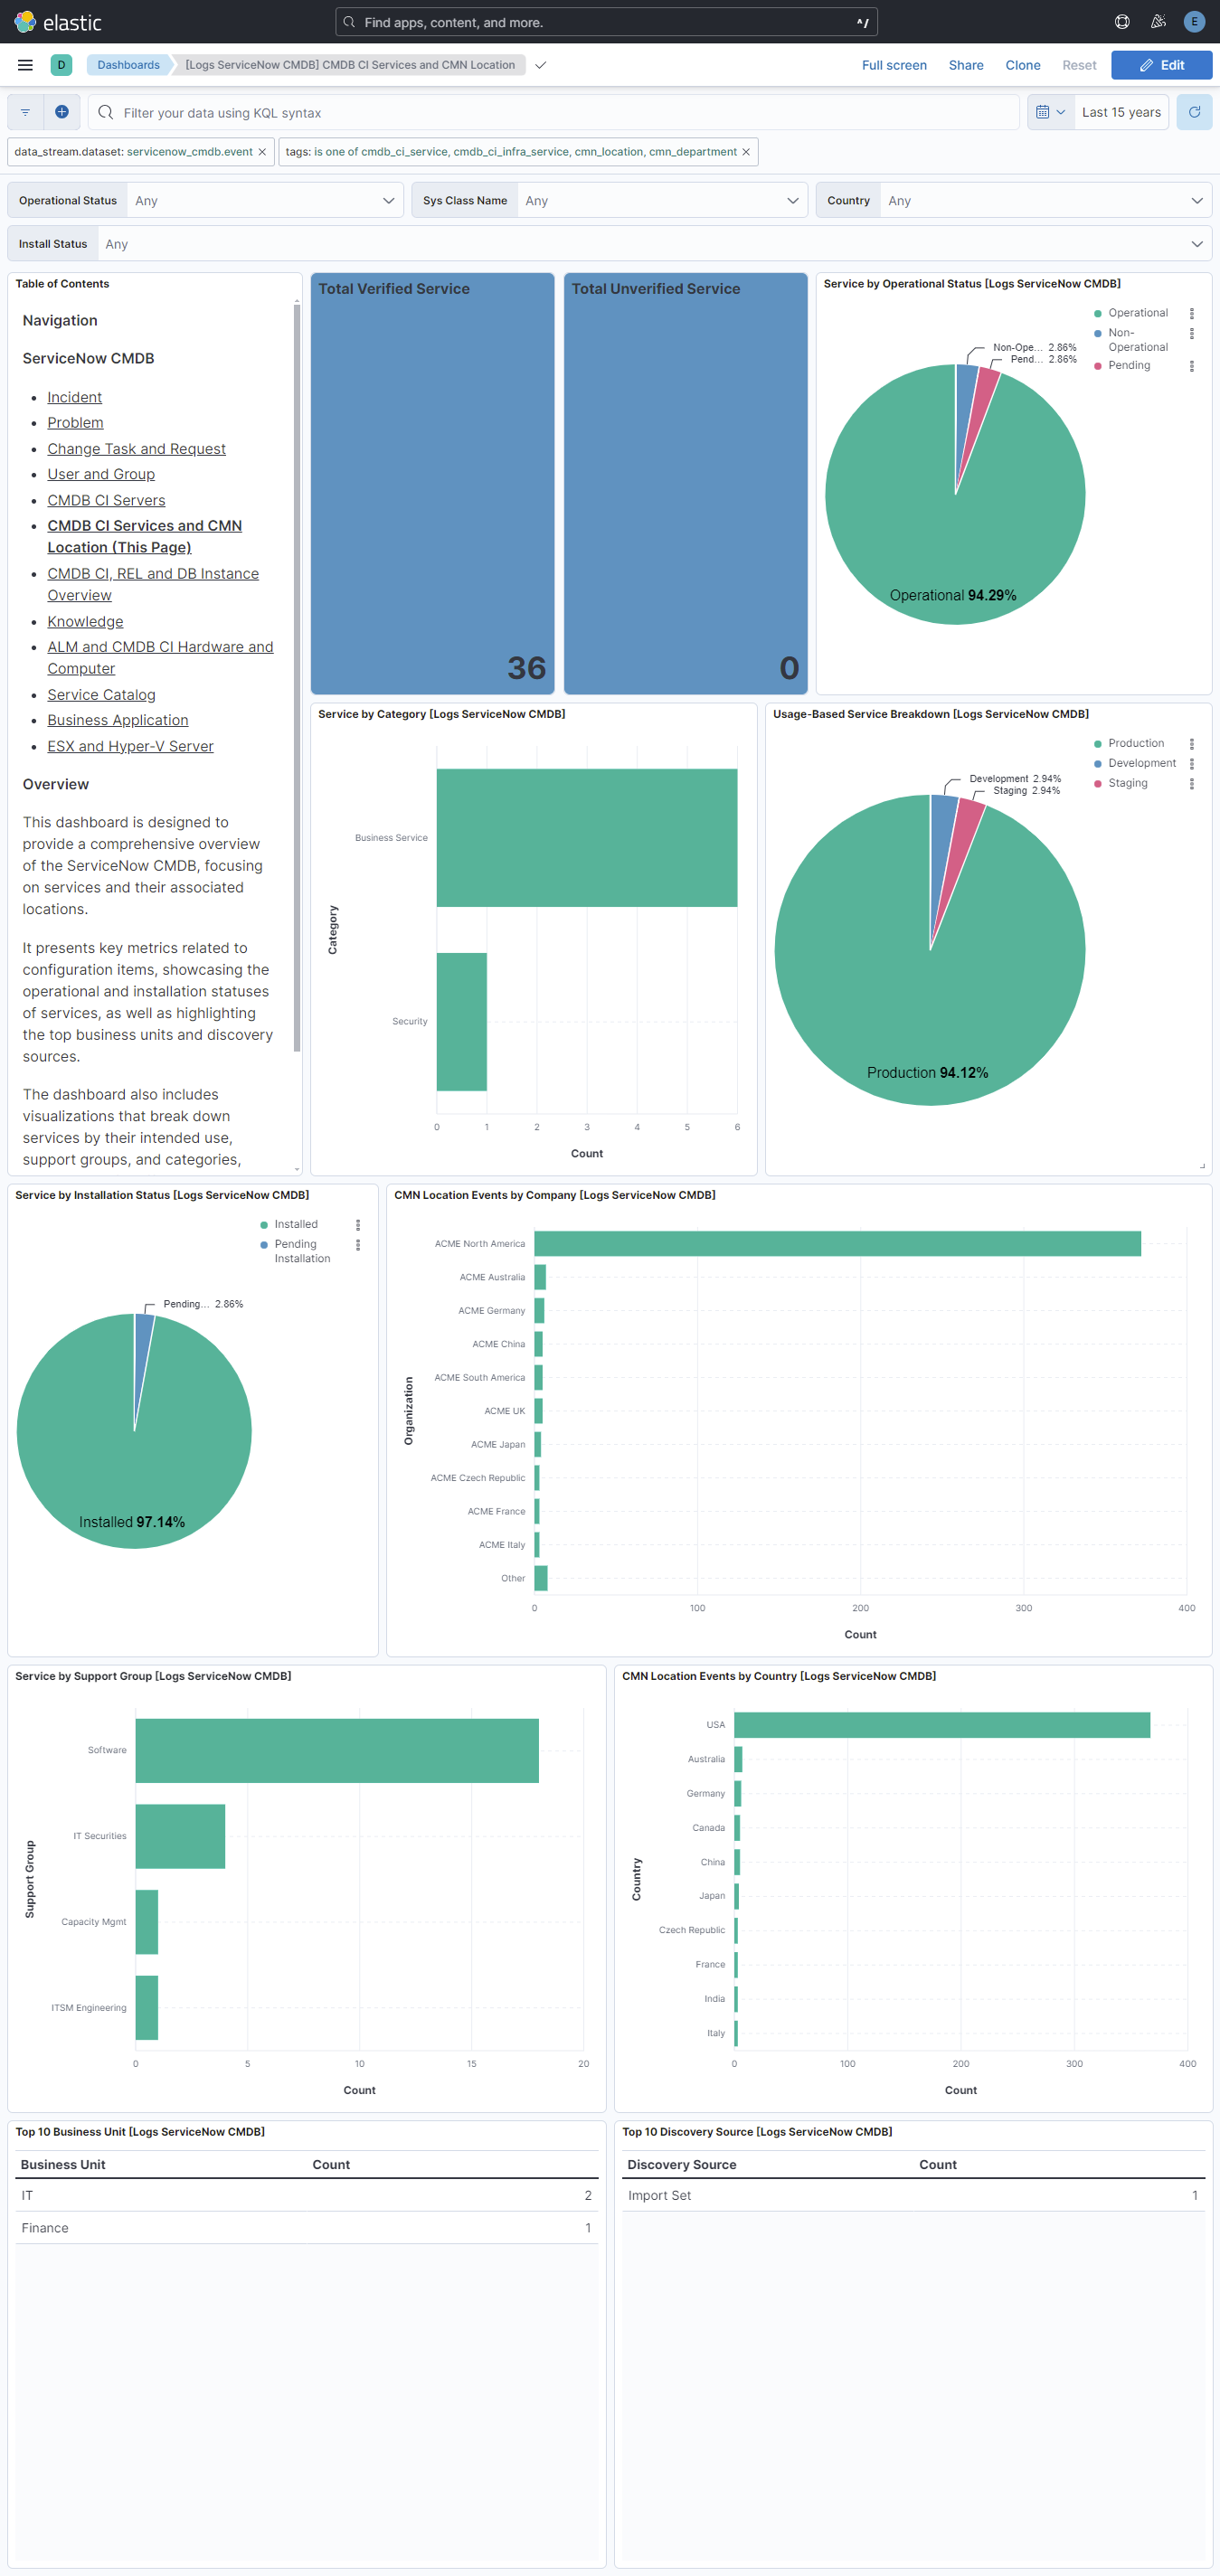 elastic
Find apps, content, and more.
^/
E
D
Dashboards
[Logs ServiceNow CMDB] CMDB CI Services and CMN Location
Full screen
Share
Clone
Reset
Edit
Filter your data using KQL syntax
Last 15 years
data_stream.dataset: servicenow_cmdb.event
tags: is one of cmdb_ci_service, cmdb_ci_infra_service, cmn_location, cmn_department
Operational Status
Any
Sys Class Name
Any
Country
Any
Install Status
Any
Table of Contents
Navigation
ServiceNow CMDB
Incident
Problem
Change Task and Request
User and Group
CMDB CI Servers
CMDB CI Services and CMN
Location (This Page)
CMDB CI, REL and DB Instance
Overview
Knowledge
ALM and CMDB CI Hardware and
Computer
Service Catalog
Business Application
ESX and Hyper-V Server
Overview
This dashboard is designed to
provide a comprehensive overview
of the ServiceNow CMDB, focusing
on services and their associated
locations.
It presents key metrics related to
configuration items, showcasing the
operational and installation statuses
of services, as well as highlighting
the top business units and discovery
sources.
The dashboard also includes
visualizations that break down
services by their intended use,
support groups, and categories,
Total Verified Service
36
Total Unverified Service
0
Service by Operational Status [Logs ServiceNow CMDB]
Operational
Non-
Operational
Pending
Non-Ope... 2.86%
Pend... 2.86%
Operational 94.29%
Service by Category [Logs ServiceNow CMDB]
Category
Business Service
Security
0 1 2 3 4 5 6
Count
Usage-Based Service Breakdown [Logs ServiceNow CMDB]
Production
Development
Staging
Development 2.94%
Staging 2.94%
Production 94.12%
Service by Installation Status [Logs ServiceNow CMDB]
Installed
Pending
Installation
Pending... 2.86%
Installed 97.14%
CMN Location Events by Company [Logs ServiceNow CMDB]
Organization
ACME North America
ACME Australia
ACME Germany
ACME China
ACME South America
ACME UK
ACME Japan
ACME Czech Republic
ACME France
ACME Italy
Other
0 100 200 300 400
Count
Service by Support Group [Logs ServiceNow CMDB]
Support Group
Software
IT Securities
Capacity Mgmt
ITSM Engineering
0 5 10 15 20
Count
CMN Location Events by Country [Logs ServiceNow CMDB]
Country
USA
Australia
Germany
Canada
China
Japan
Czech Republic
France
India
Italy
0 100 200 300 400
Count
Top 10 Business Unit [Logs ServiceNow CMDB]
Business Unit Count
IT 2
Finance 1
Top 10 Discovery Source [Logs ServiceNow CMDB]
Discovery Source Count
Import Set 1